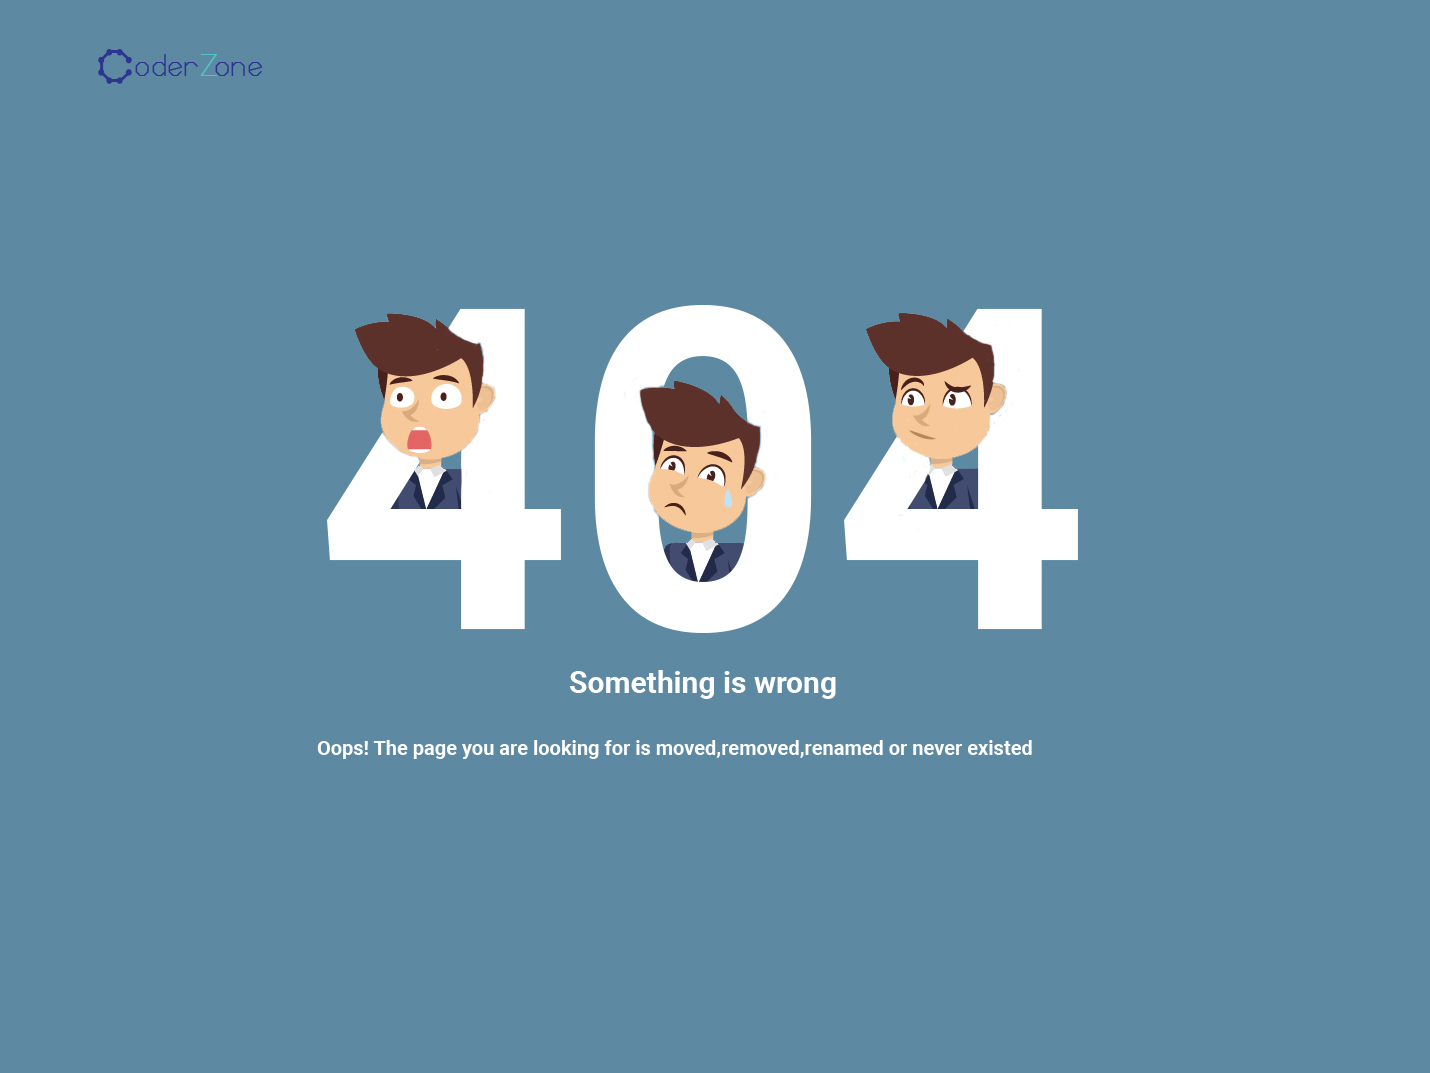 CoderZone
404
Something is wrong
Oops! The page you are looking for is moved,removed,renamed or never existed